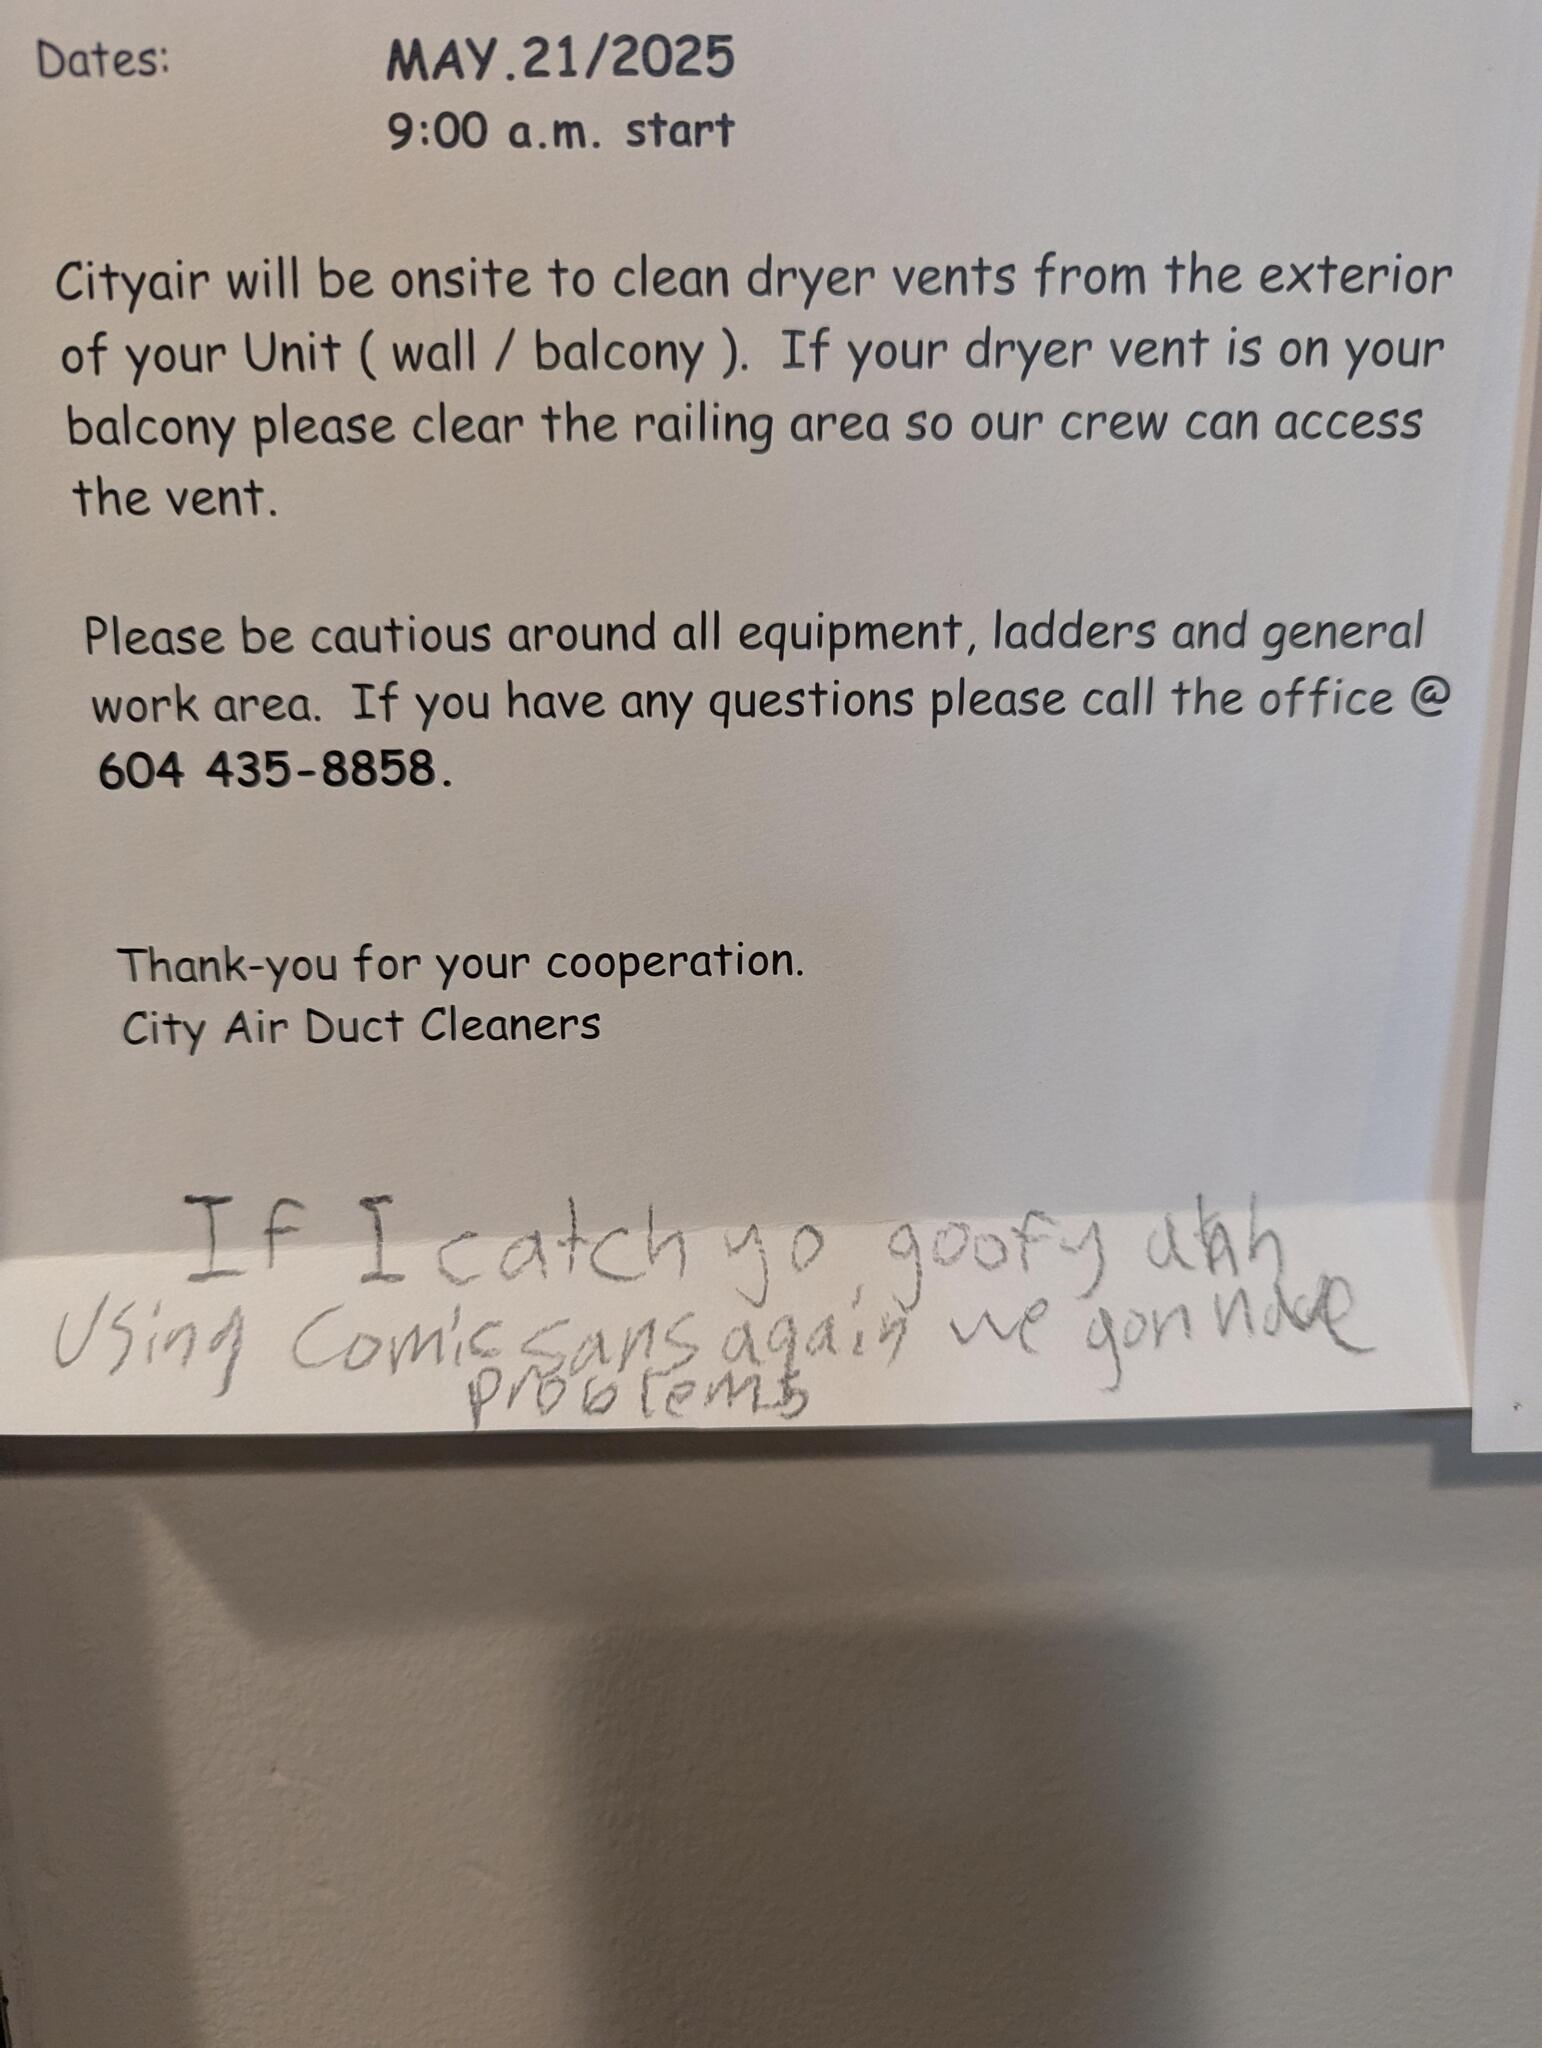 Dates: MAY.21/2025
9:00 a.m. start
Cityair will be onsite to clean dryer vents from the exterior
of your Unit ( wall / balcony ).  If your dryer vent is on your
balcony please clear the railing area so our crew can access
the vent.
Please be cautious around all equipment, ladders and general
work area.  If you have any questions please call the office @
604 435-8858.
Thank-you for your cooperation.
City Air Duct Cleaners
If I catch yo goofy ahh
Using Comic sans again we gon have
problems